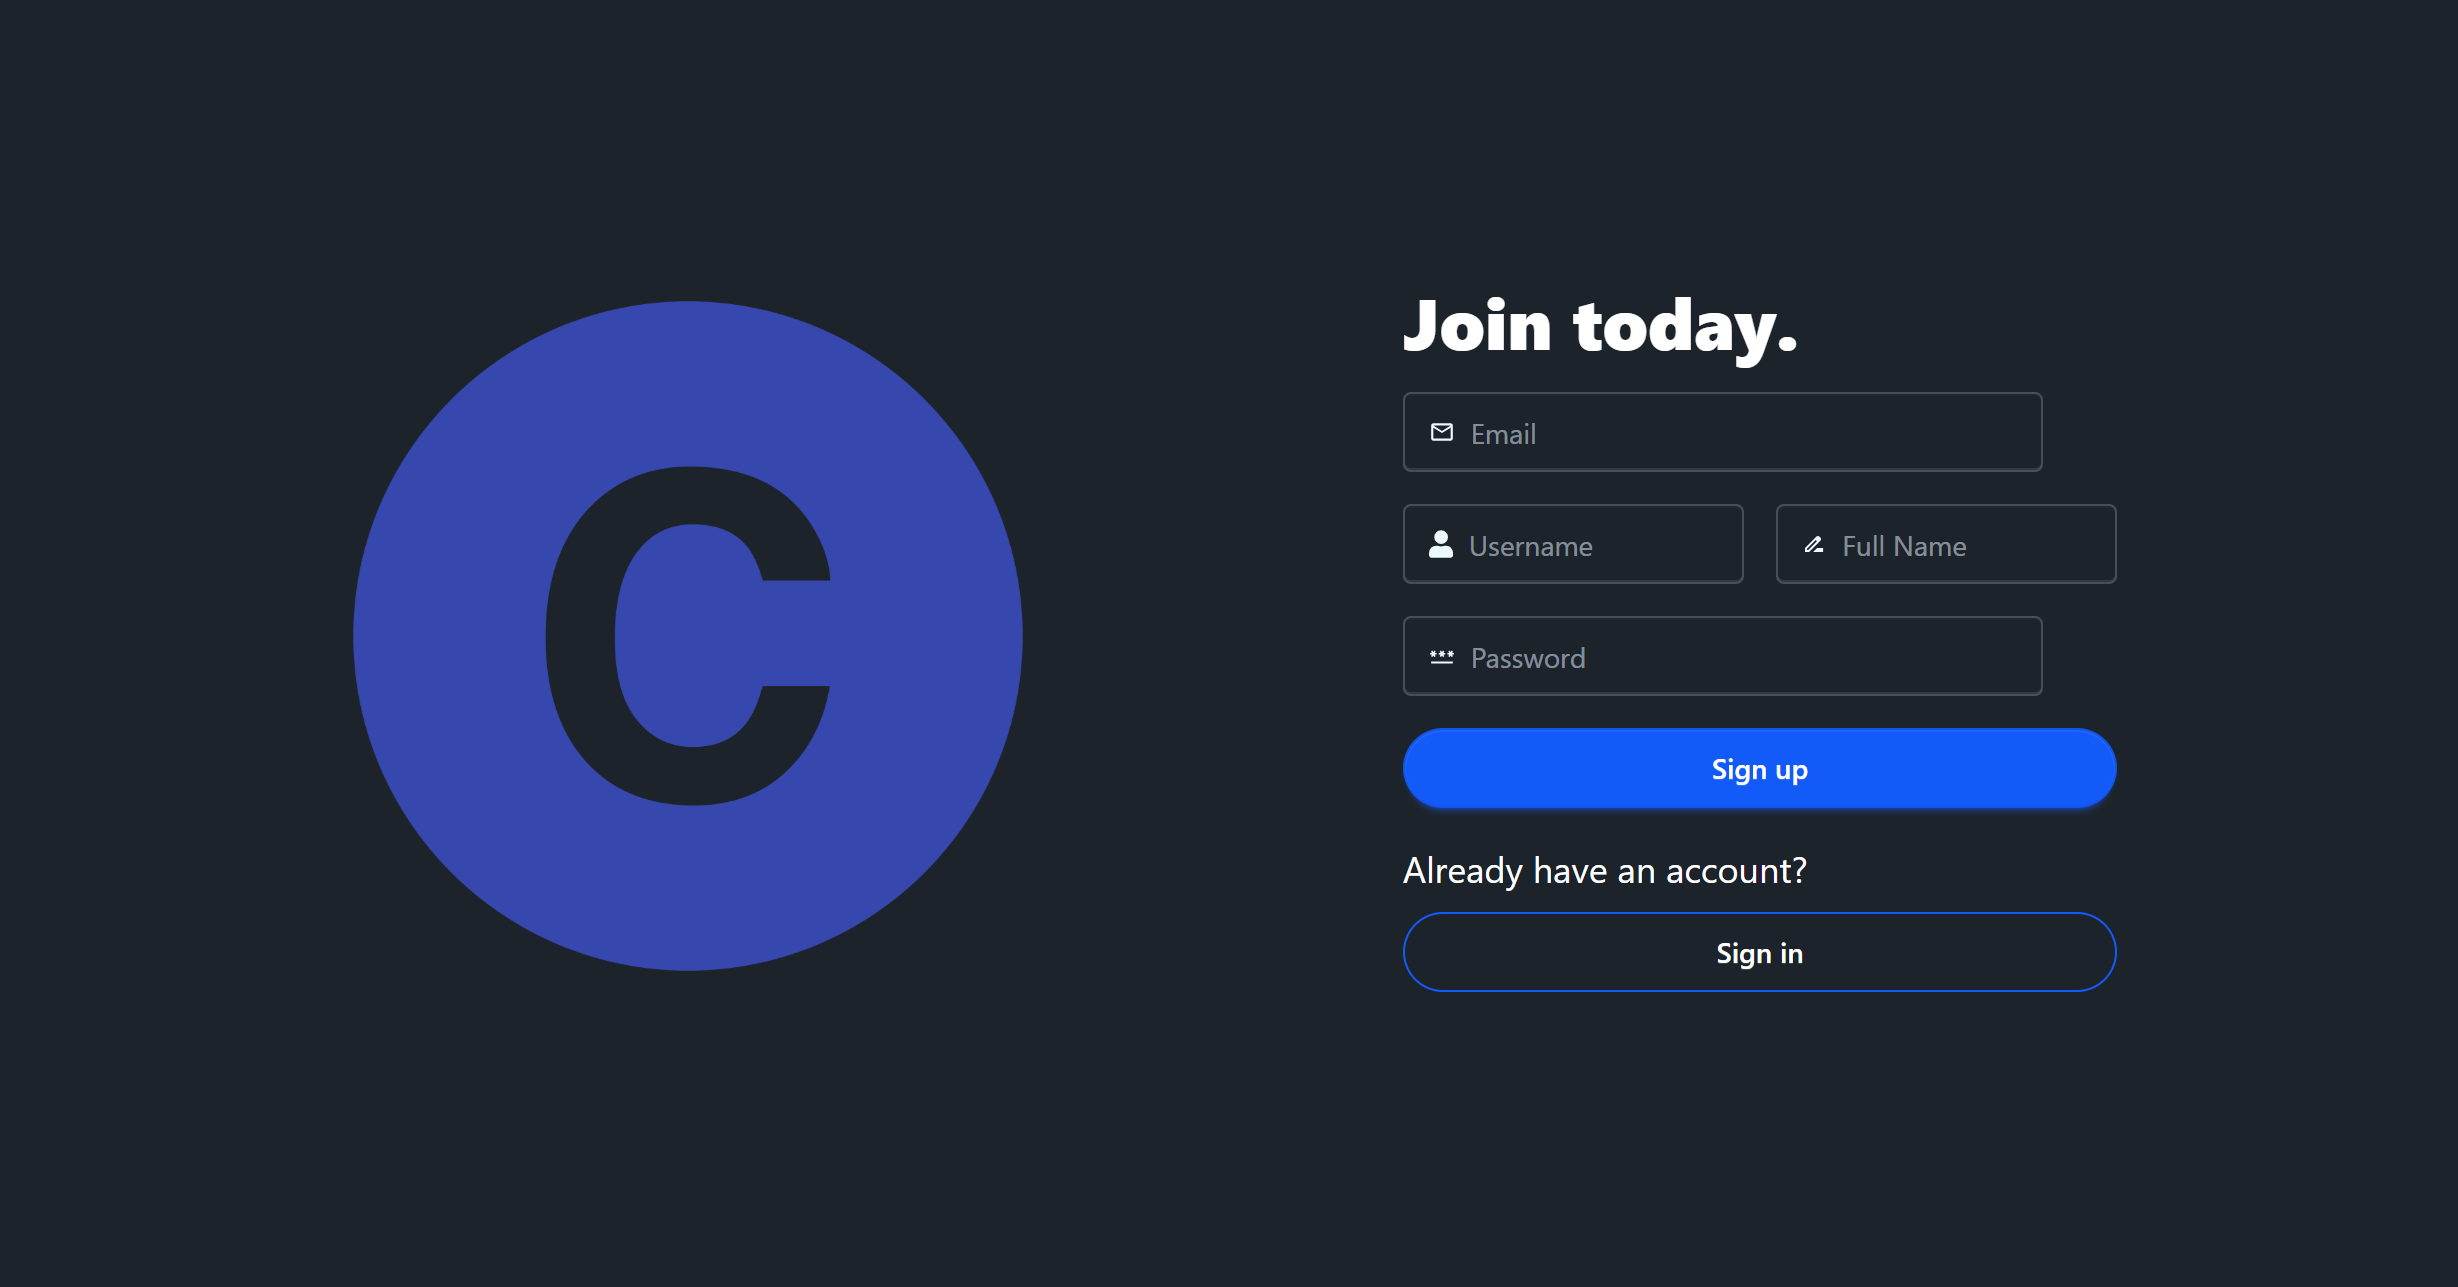 C
Join today.
Email
Username Full Name
Password
Sign up
Already have an account?
Sign in